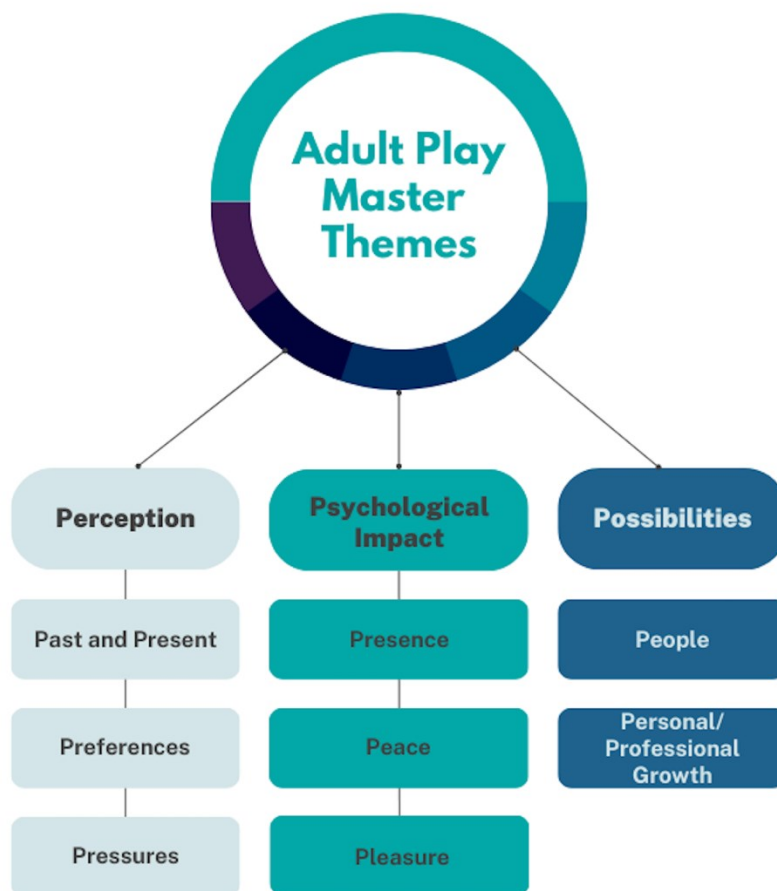 Adult Play
Master
Themes
Perception
Psychological
Impact
Possibilities
Past and Present
Presence
People
Preferences
Peace
Personal/
Professional
Growth
Pressures
Pleasure